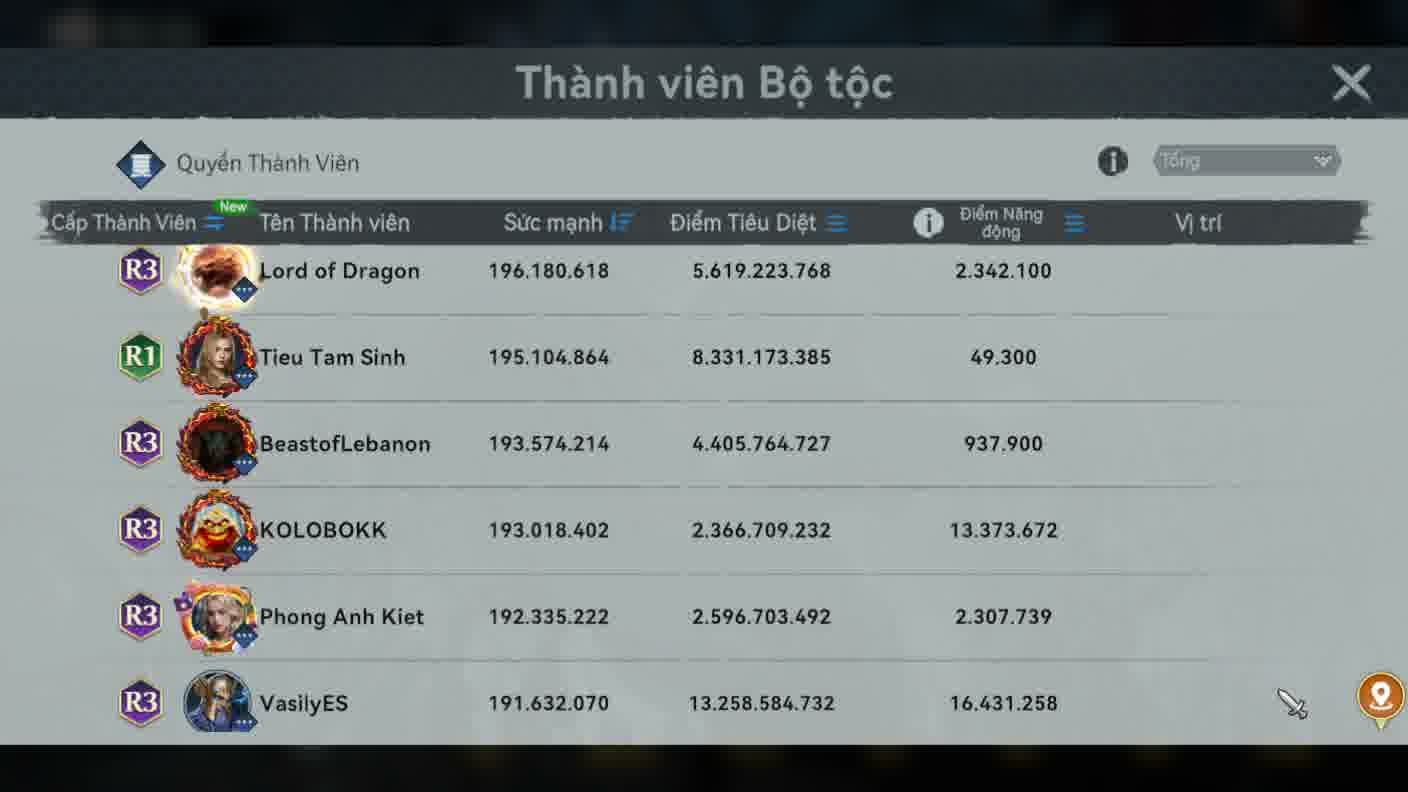 Thành viên Bộ tộc
Quyển Thành Viên
Tổng
Cấp Thành Viên New Tên Thành viên Sức mạnh Điểm Tiêu Diệt Điểm Năng động Vị trí
R3 Lord of Dragon 196.180.618 5.619.223.768 2.342.100
R1 Tieu Tam Sinh 195.104.864 8.331.173.385 49.300
R3 BeastofLebanon 193.574.214 4.405.764.727 937.900
R3 KOLOBOKK 193.018.402 2.366.709.232 13.373.672
R3 Phong Anh Kiet 192.335.222 2.596.703.492 2.307.739
R3 VasilyES 191.632.070 13.258.584.732 16.431.258